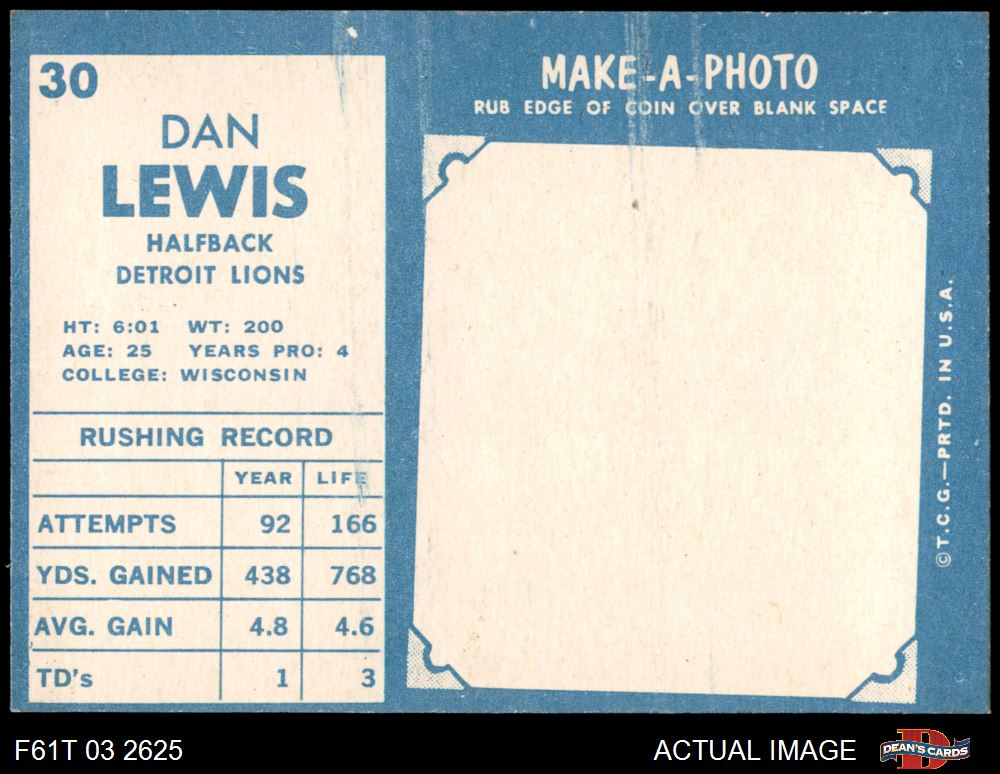 30
DAN
LEWIS
HALFBACK
DETROIT LIONS
HT: 6:01 WT: 200
AGE: 25 YEARS PRO: 4
COLLEGE: WISCONSIN
RUSHING RECORD
YEAR LIFE
ATTEMPTS 92 166
YDS. GAINED 438 768
AVG. GAIN 4.8 4.6
TD's 1 3
MAKE-A-PHOTO
RUB EDGE OF COIN OVER BLANK SPACE
©T.C.G.—PRTD. IN U.S.A.
F61T 03 2625
ACTUAL IMAGE
DEAN'S CARDS